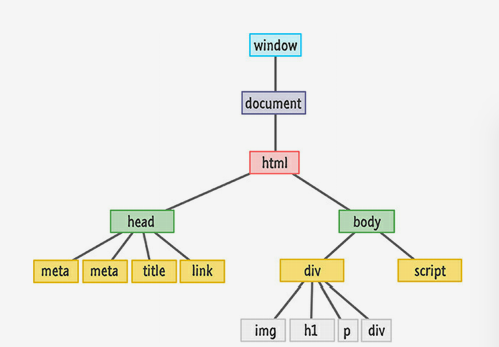 window
document
html
head body
meta meta title link div script
img h1 p div